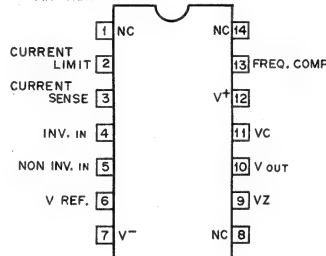 1 NC
NC 14
CURRENT
LIMIT 2
13 FREQ. COMP
CURRENT
SENSE 3
V+ 12
INV. IN 4
11 VC
NON INV. IN 5
10 V OUT
V REF. 6
9 VZ
7 V−
NC 8